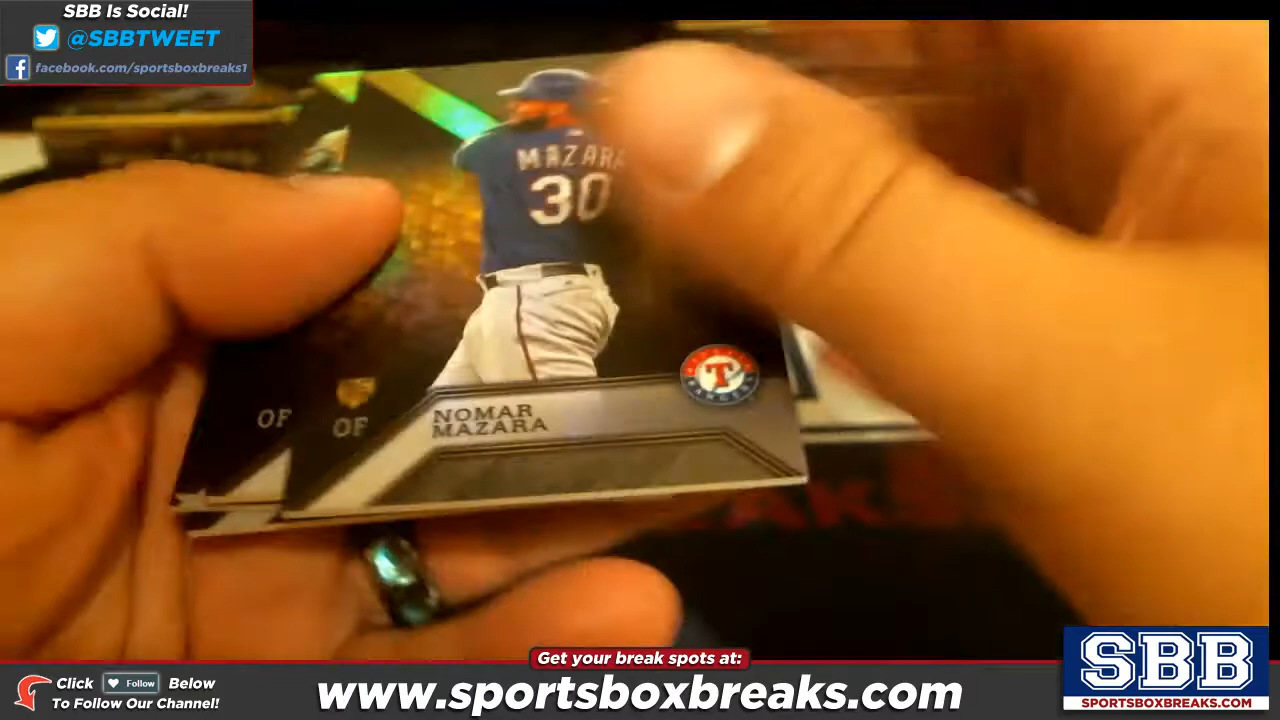 SBB Is Social!
@SBBTWEET
facebook.com/sportsboxbreaks1
MAZARA
30
T
OF
OF
NOMAR
MAZARA
Get your break spots at:
Click Follow Below
To Follow Our Channel!
www.sportsboxbreaks.com
SBB
SPORTSBOXBREAKS.COM